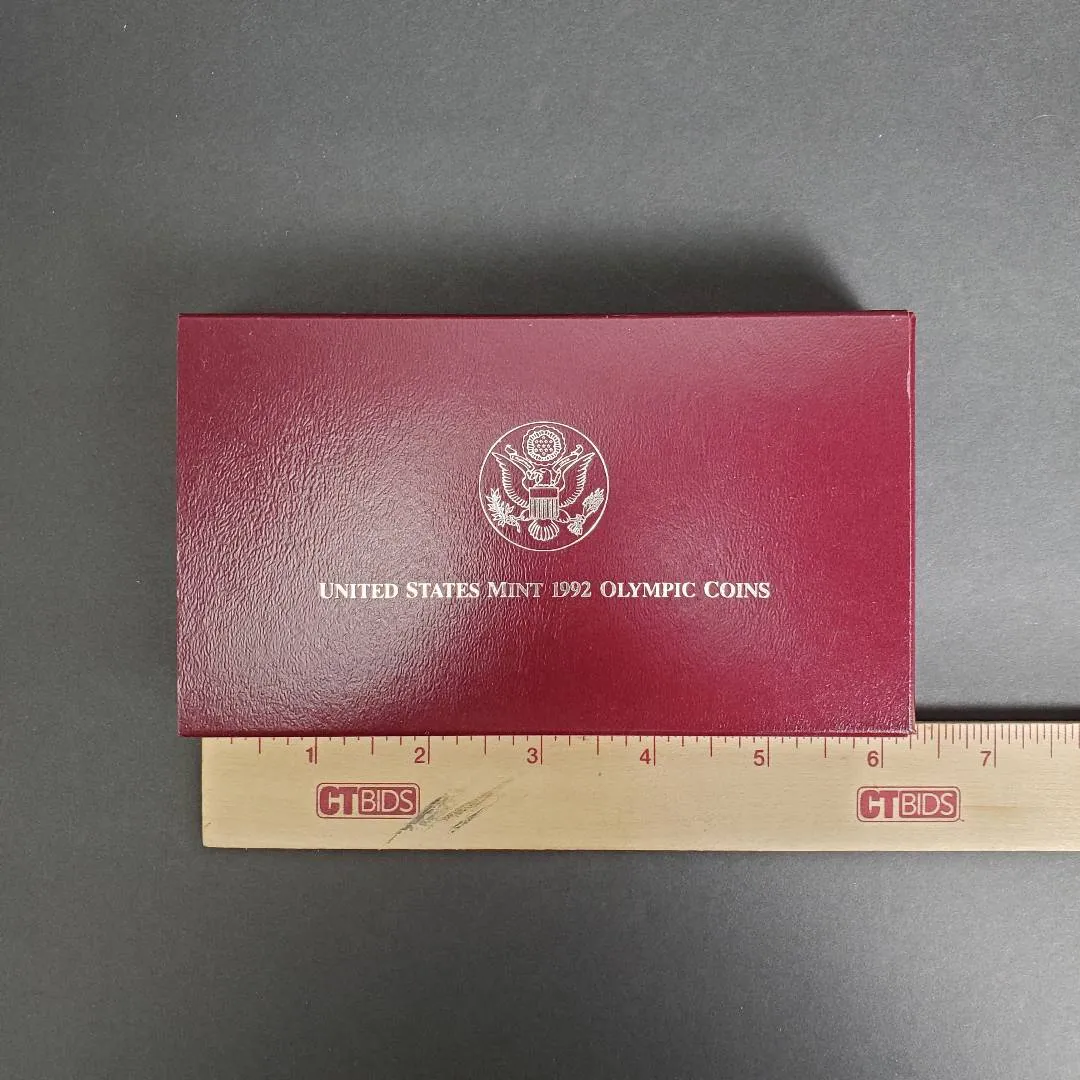 UNITED STATES MINT 1992 OLYMPIC COINS
1 2 3 4 5 6 7
CTBIDS CTBIDS